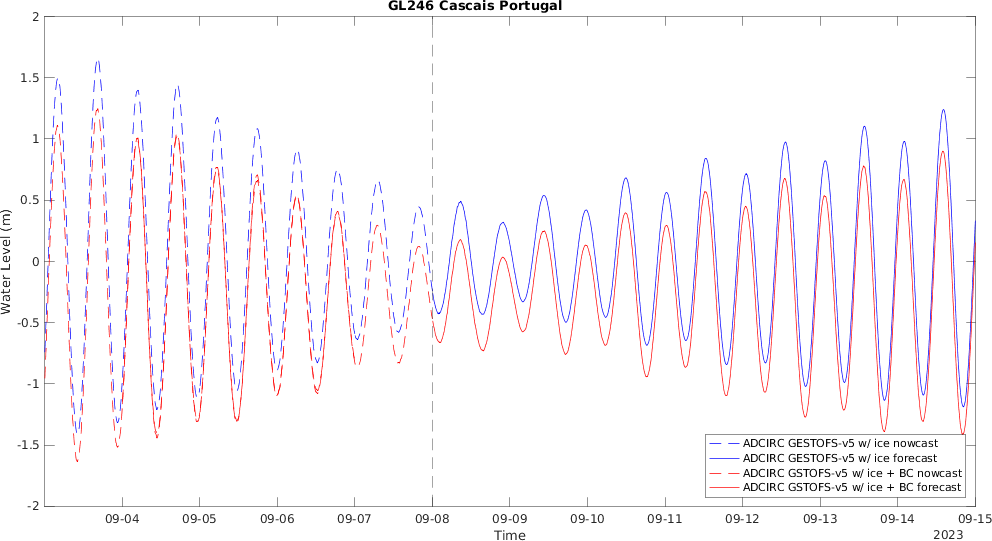 GL246 Cascais Portugal
2
1.5
1
0.5
0
-0.5
-1
-1.5
-2
Water Level (m)
ADCIRC GESTOFS-v5 w/ ice nowcast
ADCIRC GESTOFS-v5 w/ ice forecast
ADCIRC GSTOFS-v5 w/ ice + BC nowcast
ADCIRC GSTOFS-v5 w/ ice + BC forecast
09-04 09-05 09-06 09-07 09-08 09-09 09-10 09-11 09-12 09-13 09-14 09-15
Time
2023